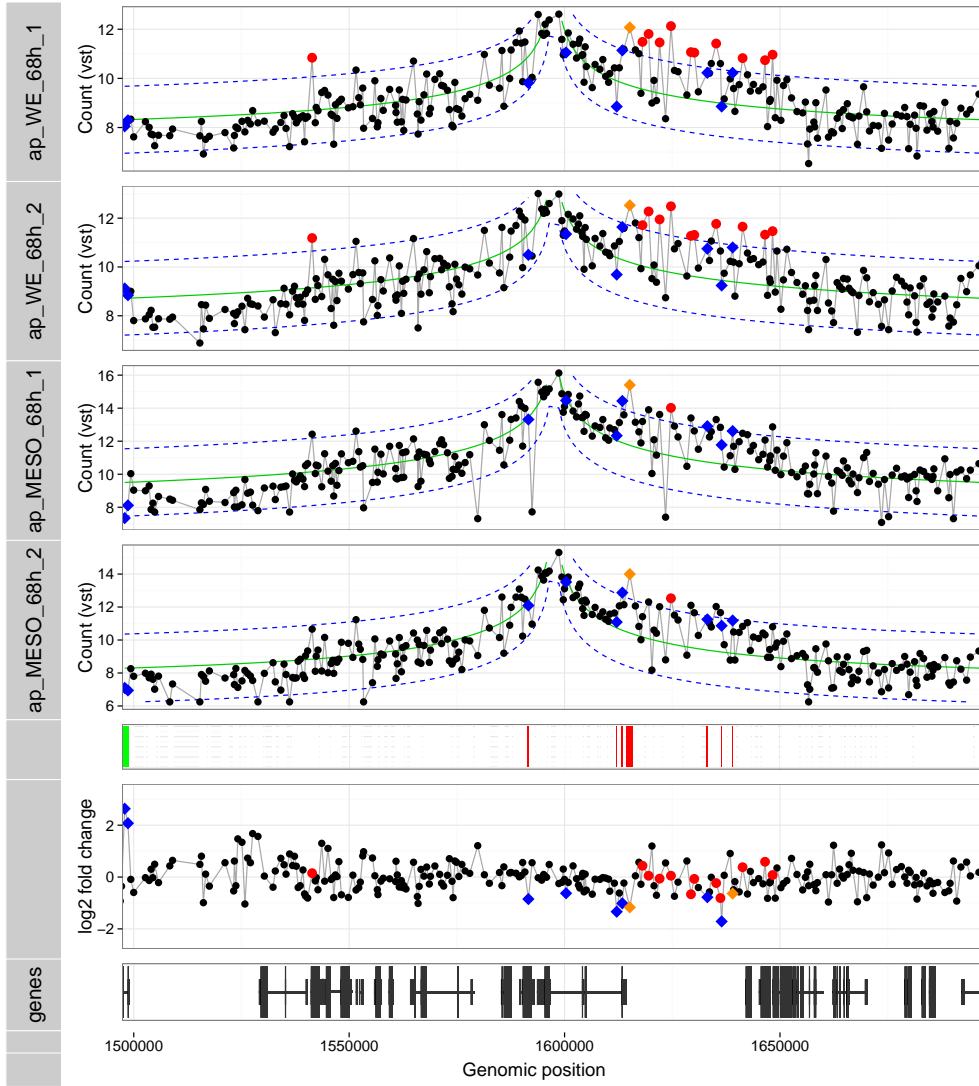 ap_WE_68h_1
Count (vst)
12
10
8
ap_WE_68h_2
Count (vst)
12
10
8
ap_MESO_68h_1
Count (vst)
16
14
12
10
8
ap_MESO_68h_2
Count (vst)
14
12
10
8
6
log2 fold change
2
0
−2
genes
1500000 1550000 1600000 1650000
Genomic position